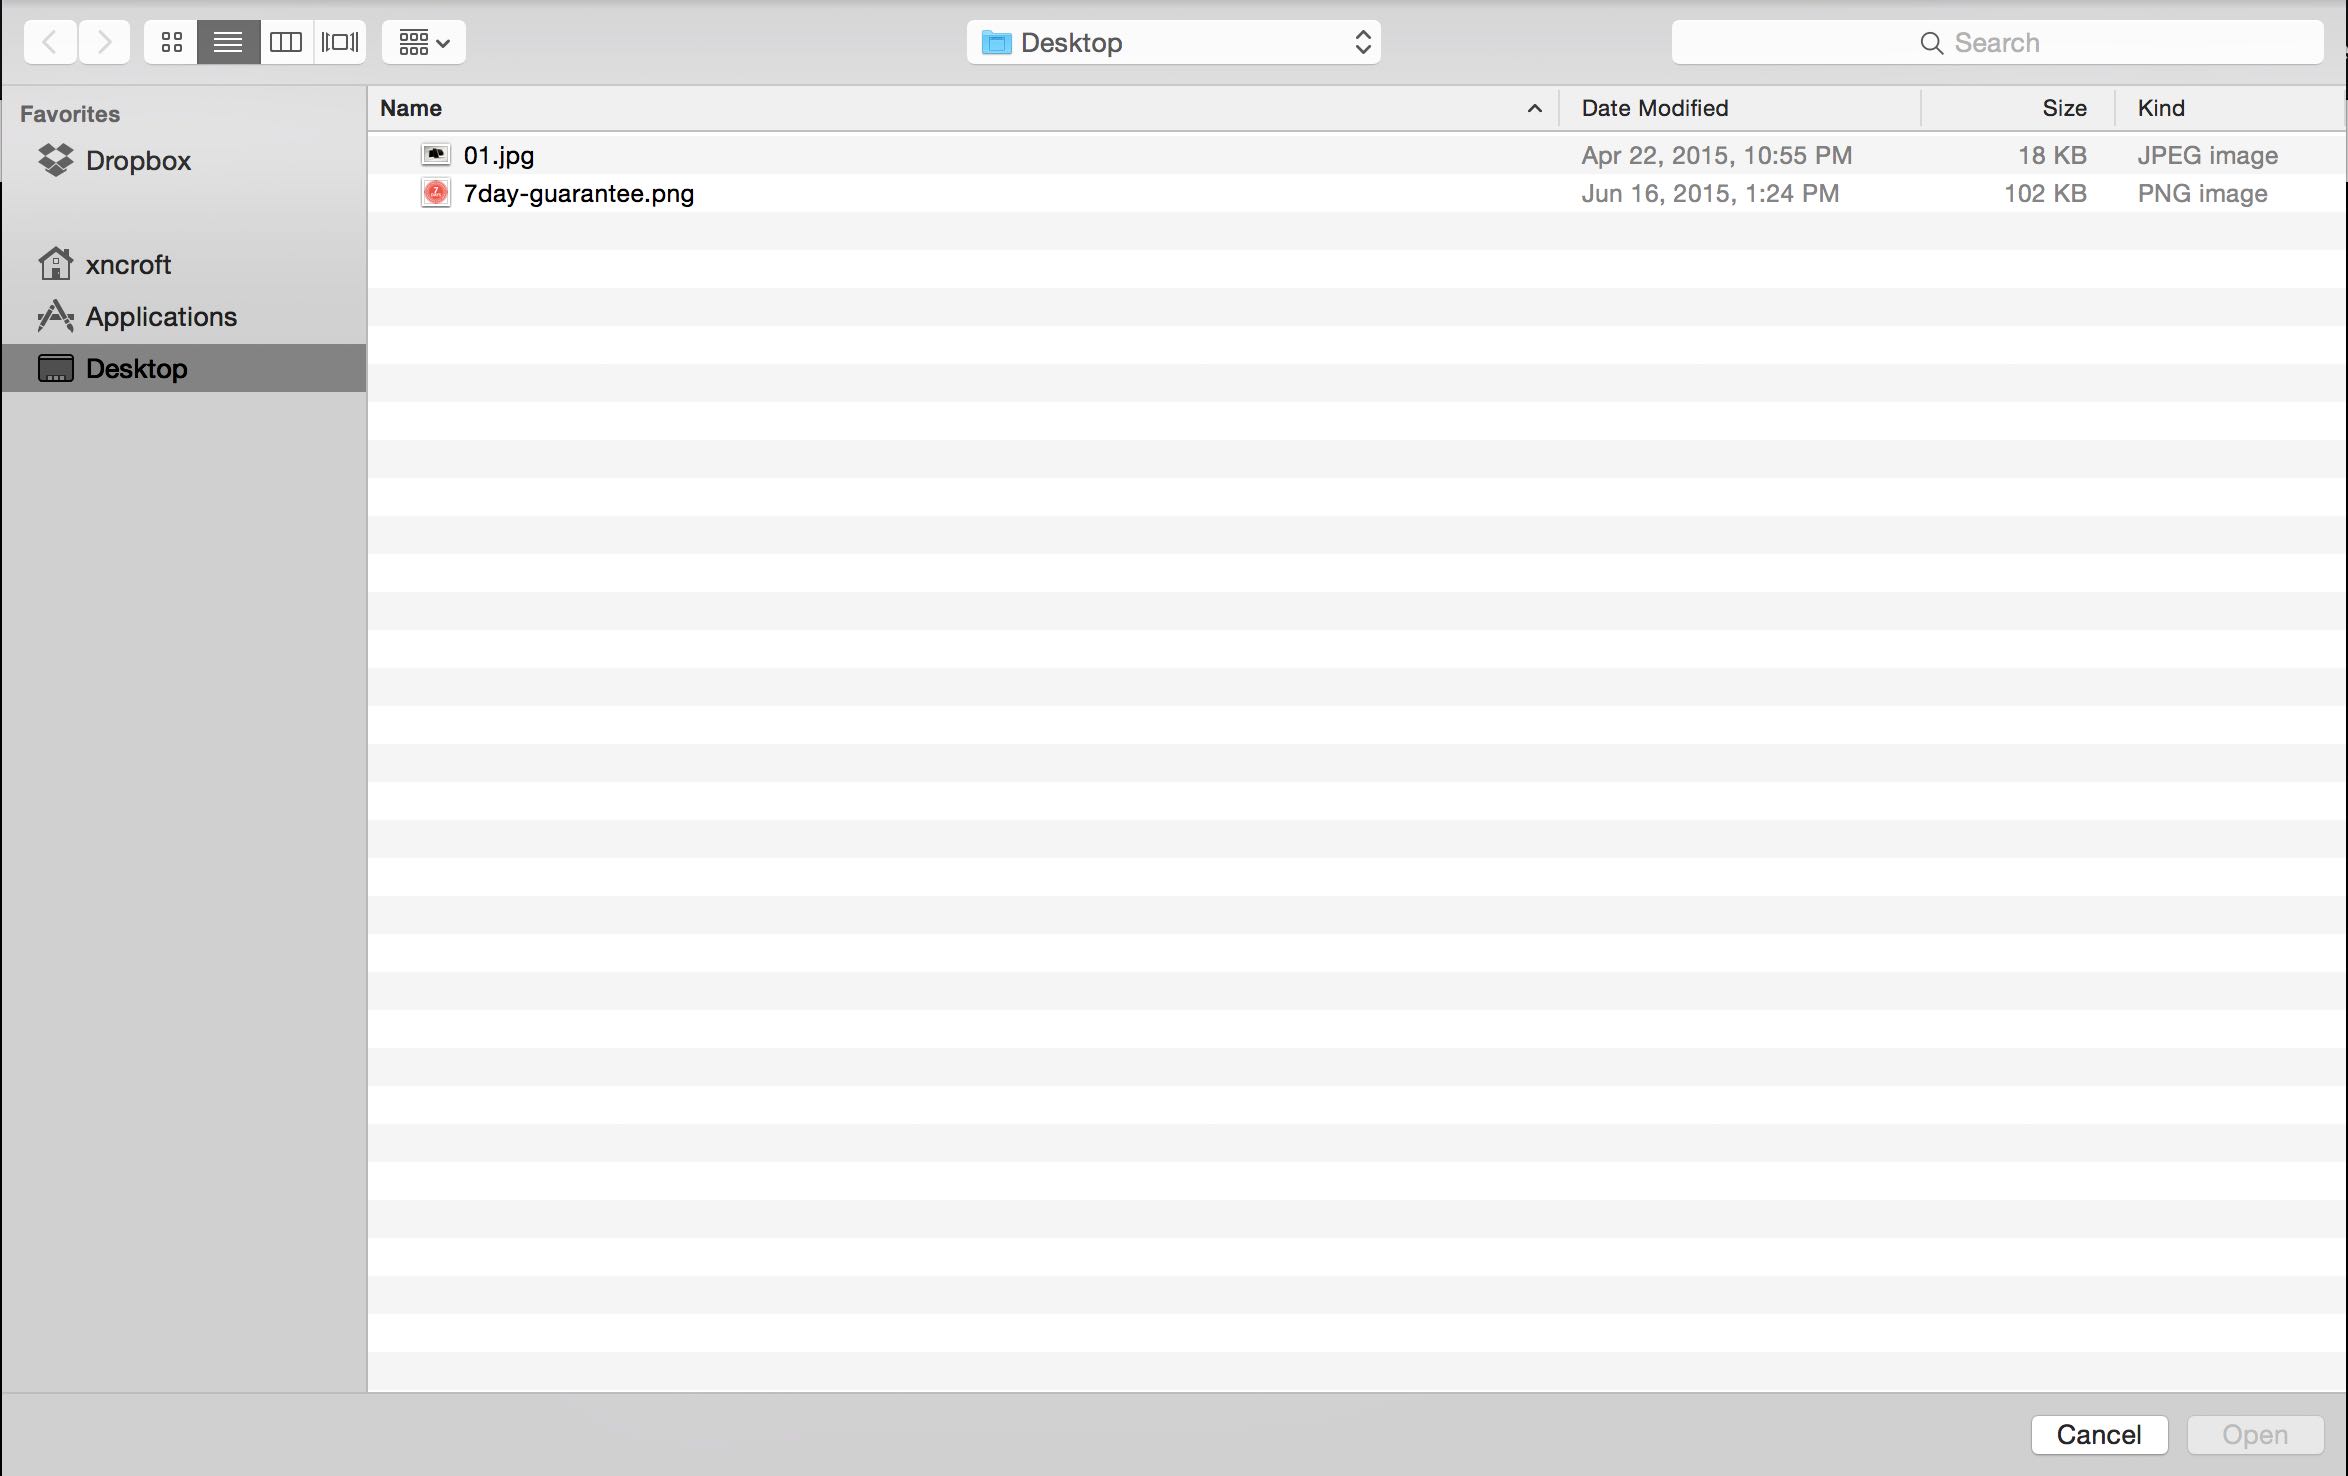 Desktop
Search
Favorites
Dropbox
xncroft
Applications
Desktop
Name Date Modified Size Kind
01.jpg Apr 22, 2015, 10:55 PM 18 KB JPEG image
7day-guarantee.png Jun 16, 2015, 1:24 PM 102 KB PNG image
Cancel Open